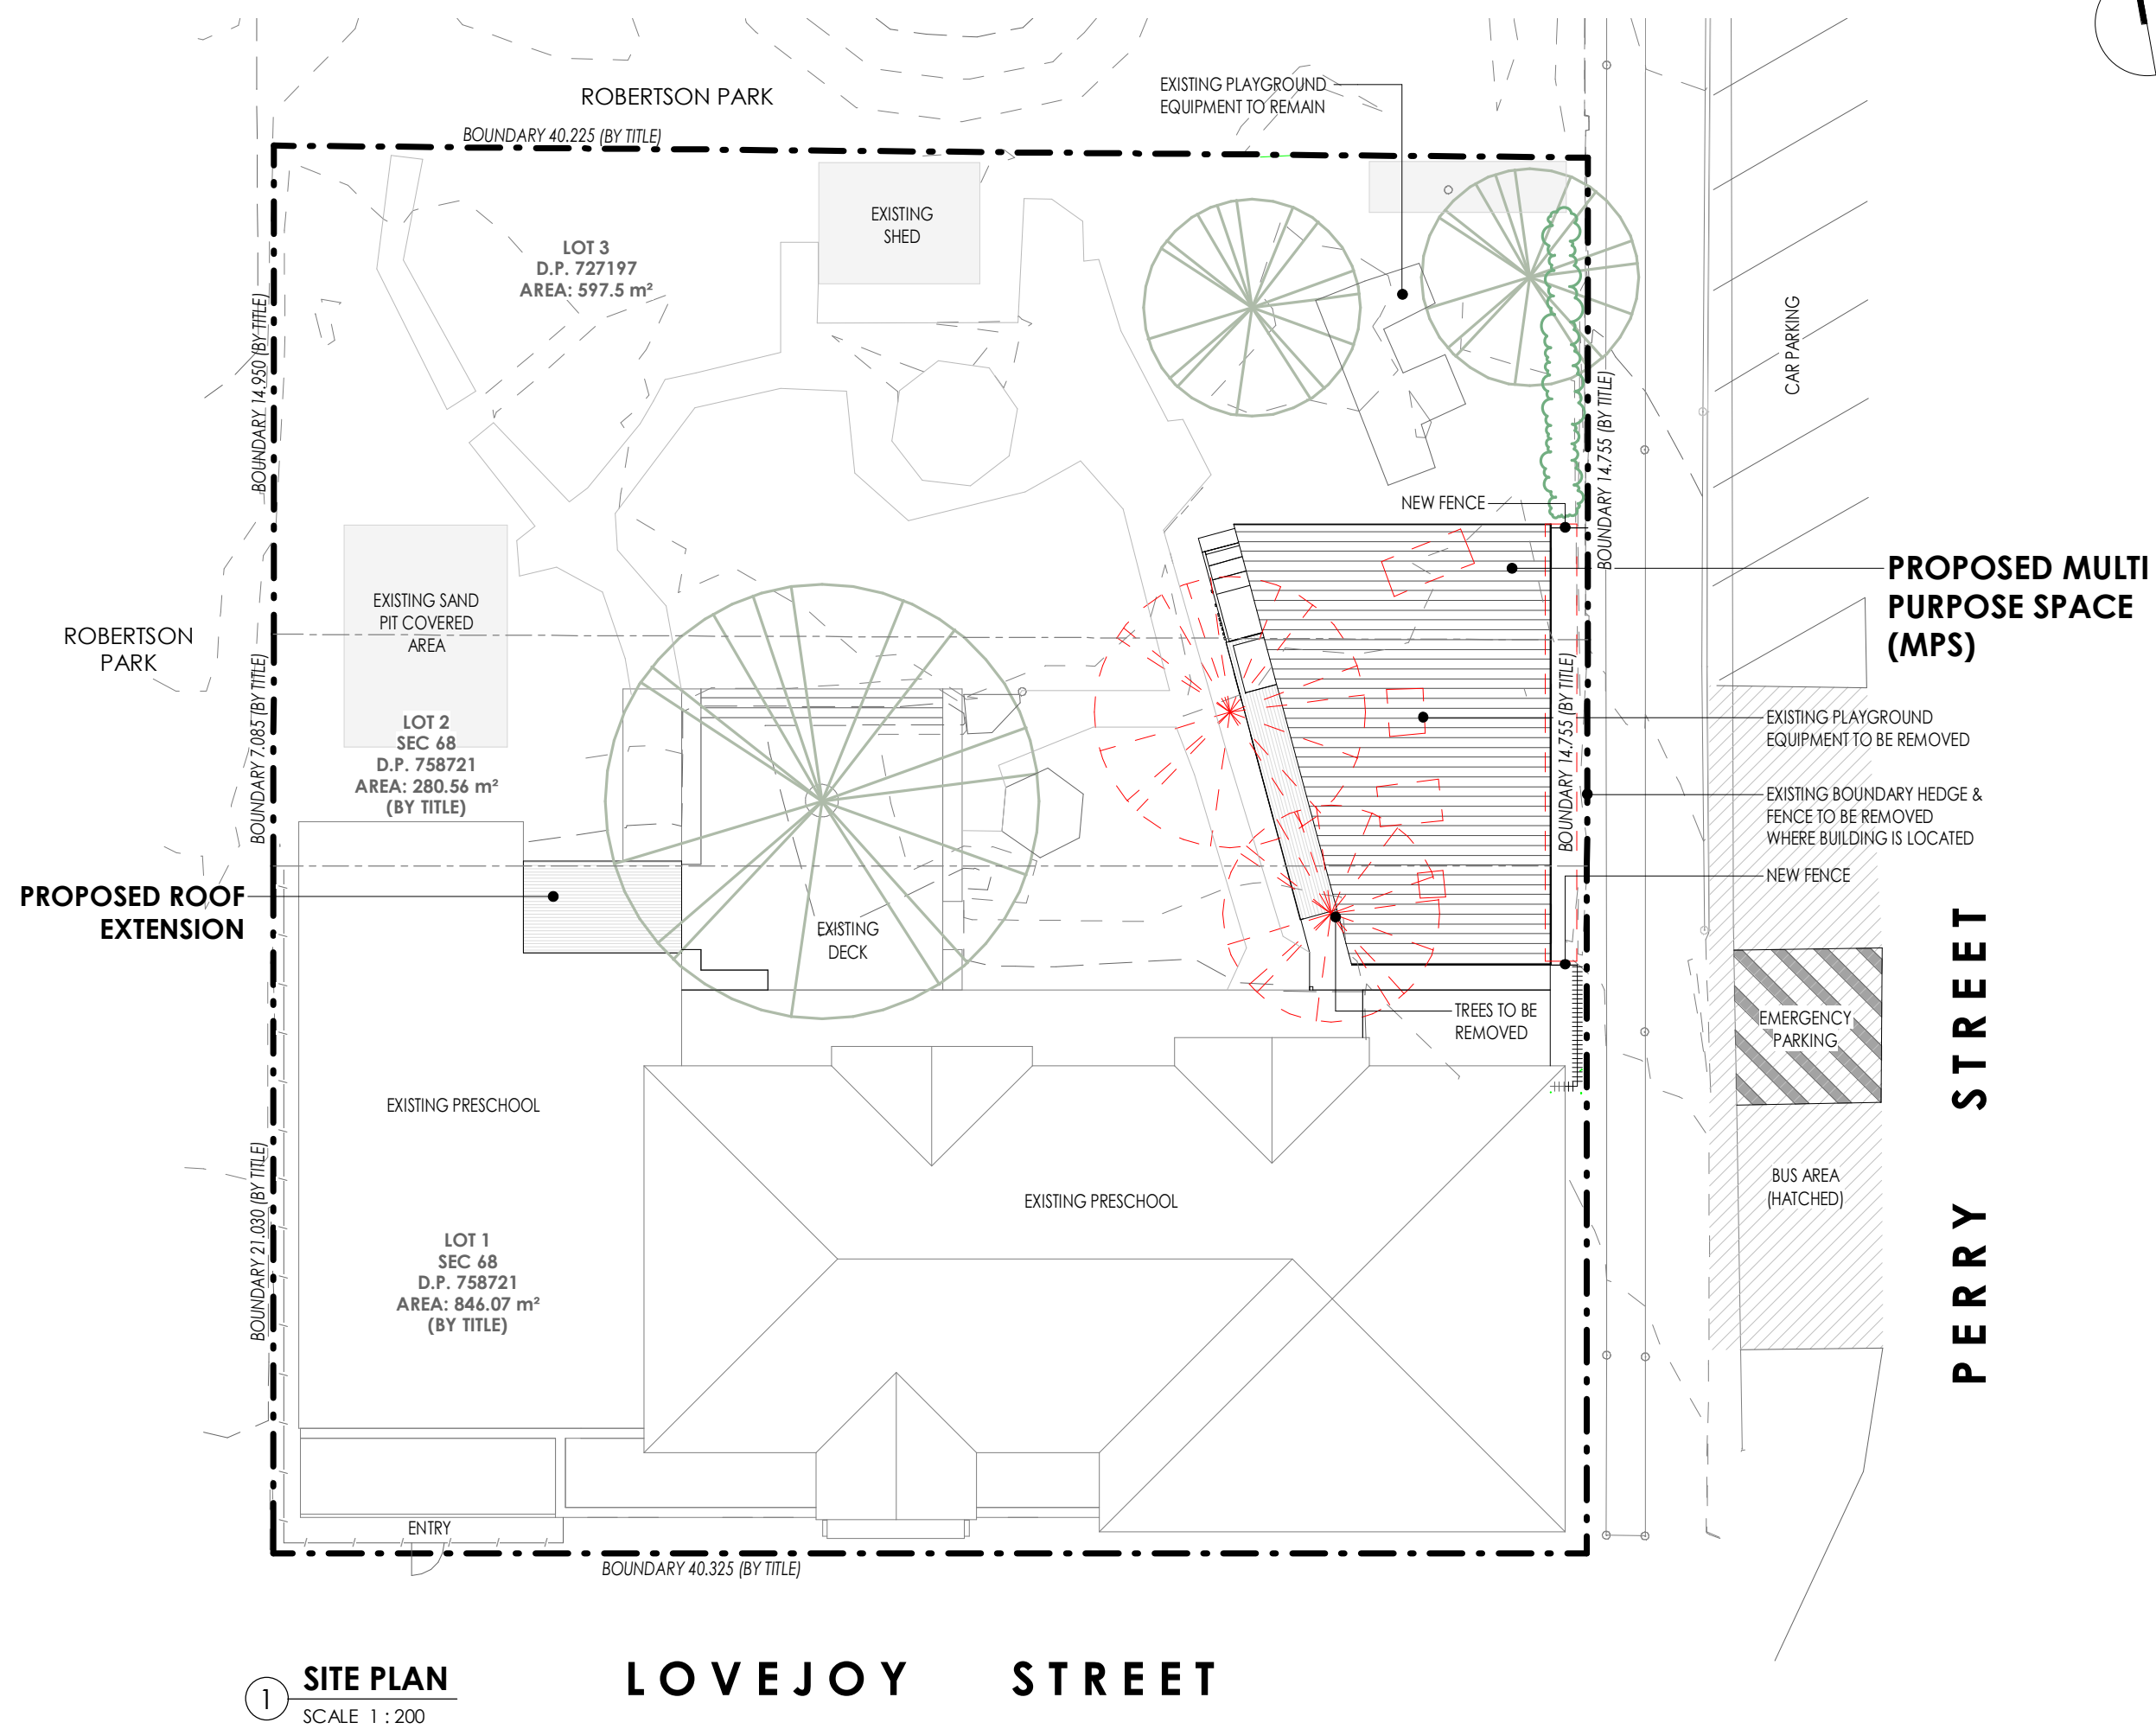 ROBERTSON PARK
EXISTING PLAYGROUND
EQUIPMENT TO REMAIN
BOUNDARY 40.225 (BY TITLE)
EXISTING
SHED
LOT 3
D.P. 727197
AREA: 597.5 m²
BOUNDARY 14.950 (BY TITLE)
CAR PARKING
BOUNDARY 14.755 (BY TITLE)
NEW FENCE
PROPOSED MULTI
PURPOSE SPACE
(MPS)
EXISTING SAND
PIT COVERED
AREA
ROBERTSON
PARK
BOUNDARY 7.085 (BY TITLE)
LOT 2
SEC 68
D.P. 758721
AREA: 280.56 m²
(BY TITLE)
BOUNDARY 14.755 (BY TITLE)
EXISTING PLAYGROUND
EQUIPMENT TO BE REMOVED
EXISTING BOUNDARY HEDGE &
FENCE TO BE REMOVED
WHERE BUILDING IS LOCATED
NEW FENCE
PROPOSED ROOF
EXTENSION
EXISTING
DECK
TREES TO BE
REMOVED
EMERGENCY
PARKING
PERRY STREET
EXISTING PRESCHOOL
BUS AREA
(HATCHED)
EXISTING PRESCHOOL
BOUNDARY 21.030 (BY TITLE)
LOT 1
SEC 68
D.P. 758721
AREA: 846.07 m²
(BY TITLE)
ENTRY
BOUNDARY 40.325 (BY TITLE)
LOVEJOY STREET
1
SITE PLAN
SCALE 1 : 200